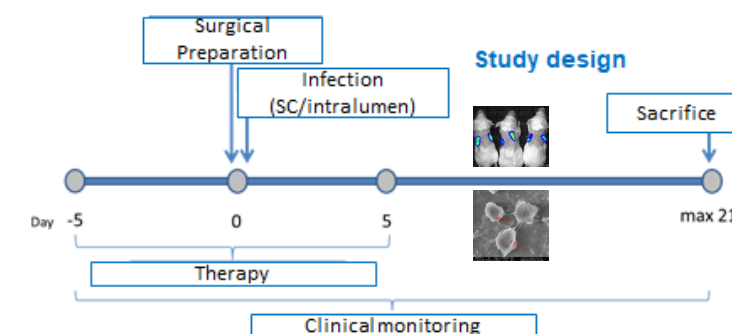 Surgical
Preparation
Study design
Infection
(SC/intralumen)
Sacrifice
Day -5 0 5 max 21
Therapy
Clinical monitoring